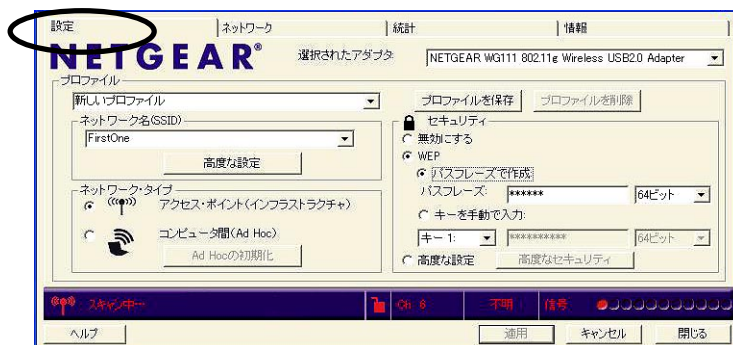 設定 ネットワーク 統計 情報
NETGEAR® 選択されたアダプタ: NETGEAR WG111 802.11g Wireless USB2.0 Adapter
プロファイル
新しいプロファイル プロファイルを保存 プロファイルを削除
ネットワーク名(SSID) セキュリティ
FirstOne 無効にする
高度な設定 WEP
パスフレーズで作成
ネットワーク・タイプ パスフレーズ: ****** 64ビット
アクセス・ポイント(インフラストラクチャ) キーを手動で入力:
コンピュータ間(Ad Hoc) キー 1: ********** 64ビット
Ad Hocの初期化 高度な設定 高度なセキュリティ
スキャン中… Ch 6 不明 信号
ヘルプ 適用 キャンセル 閉じる